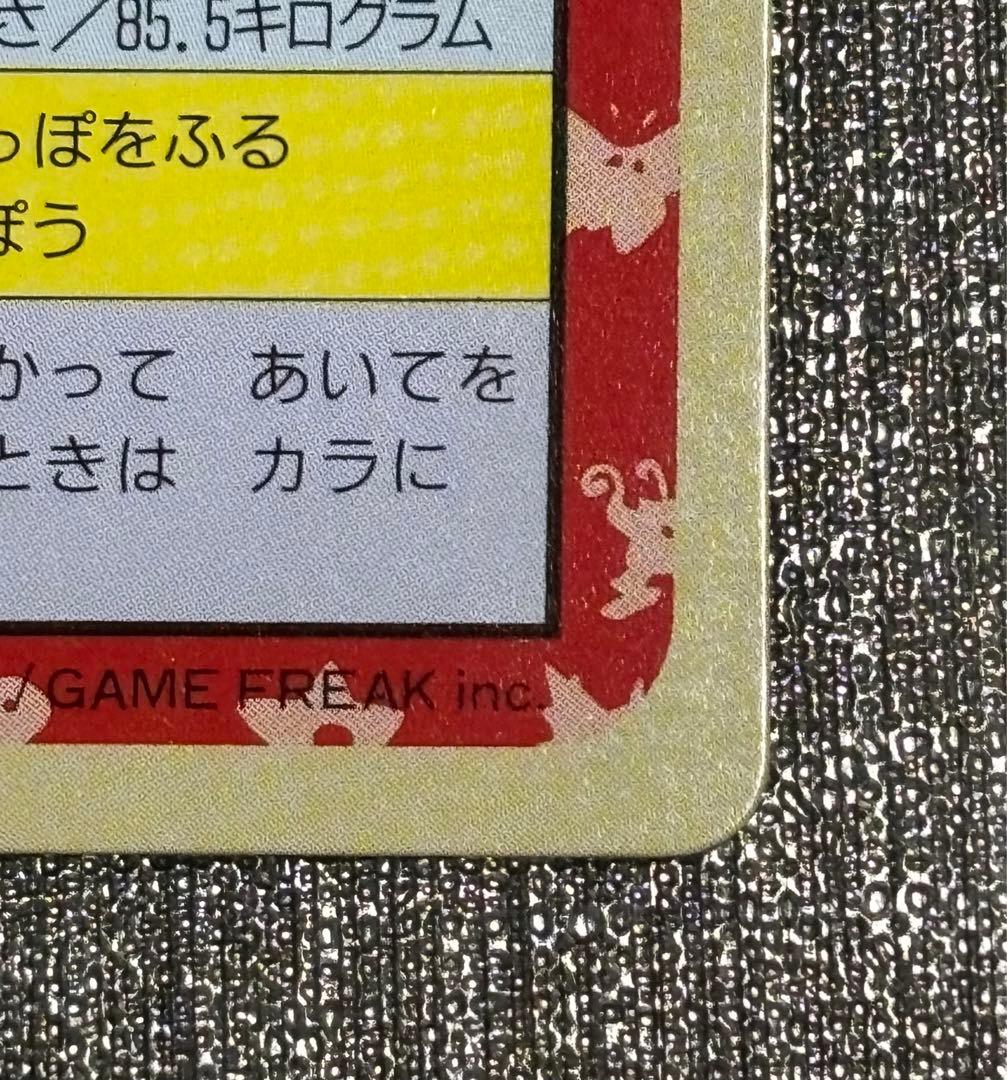 さ/85.5キログラム
っぽをふる
ぽう
かって　あいてを
ときは　カラに
/GAME FREAK inc.